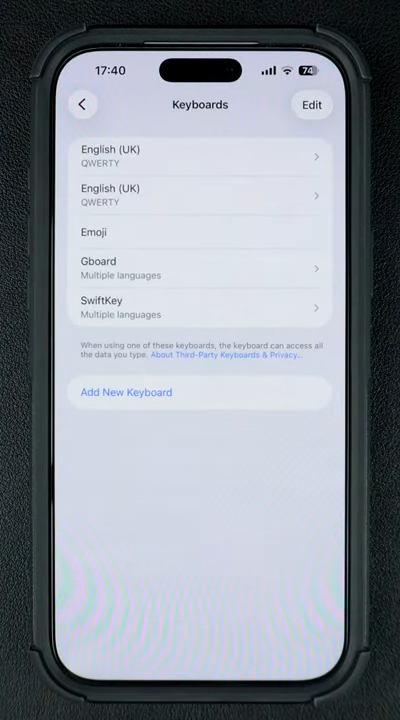 17:40
74
Keyboards
Edit
English (UK)
QWERTY
English (UK)
QWERTY
Emoji
Gboard
Multiple languages
SwiftKey
Multiple languages
When using one of these keyboards, the keyboard can access all
the data you type. About Third-Party Keyboards & Privacy...
Add New Keyboard